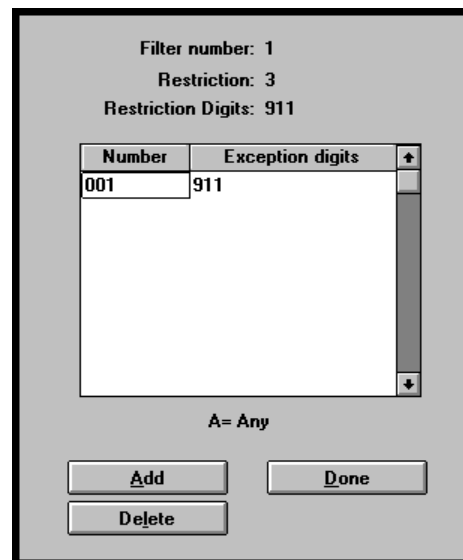 Filter number: 1
Restriction: 3
Restriction Digits: 911
Number Exception digits
001 911
A= Any
Add Done
Delete